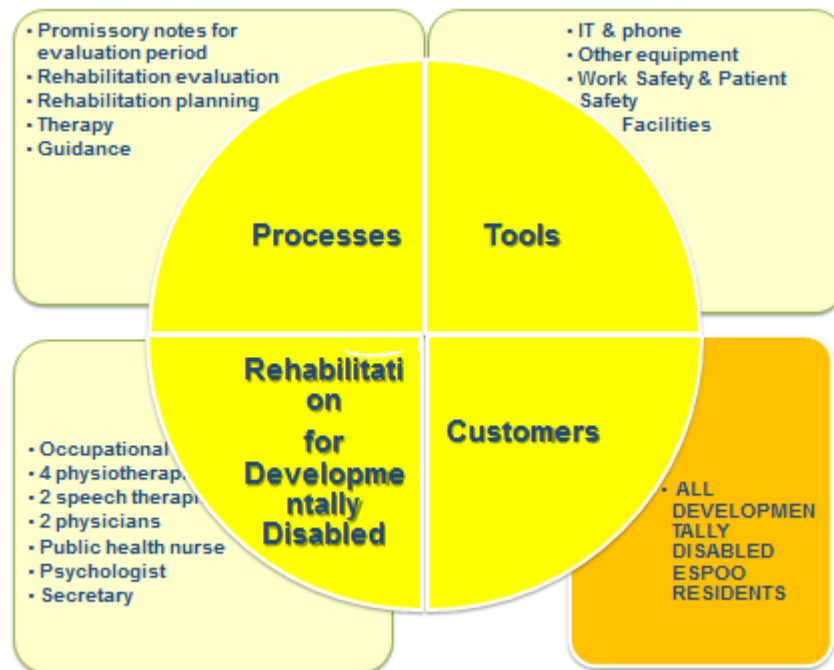 • Promissory notes for
evaluation period
• Rehabilitation evaluation
• Rehabilitation planning
• Therapy
• Guidance
• IT & phone
• Other equipment
• Work Safety & Patient
Safety
Facilities
Processes
Tools
Rehabilitati
on
for
Developme
ntally
Disabled
Customers
• Occupational
• 4 physiotherap
• 2 speech therapi
• 2 physicians
• Public health nurse
• Psychologist
• Secretary
• ALL
DEVELOPMEN
TALLY
DISABLED
ESPOO
RESIDENTS